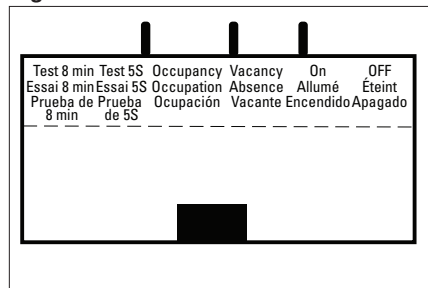 Test 8 min Test 5S Occupancy Vacancy On OFF
Essai 8 min Essai 5S Occupation Absence Allumé Éteint
Prueba de Prueba Ocupación Vacante Encendido Apagado
8 min de 5S